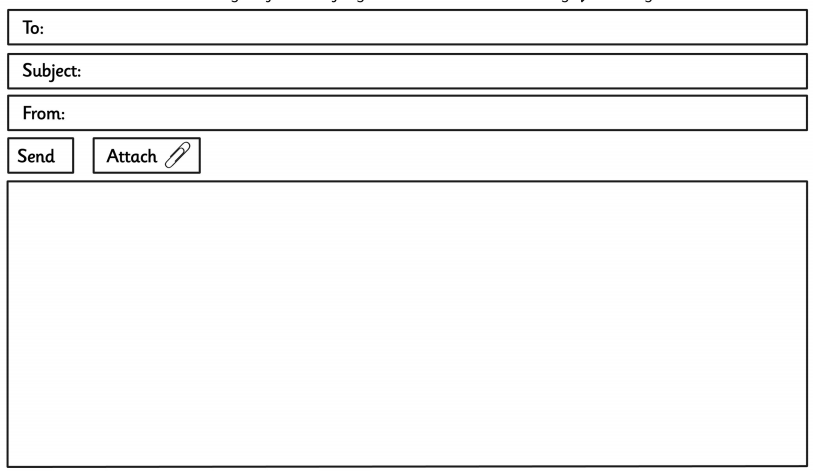 To:
Subject:
From:
Send Attach